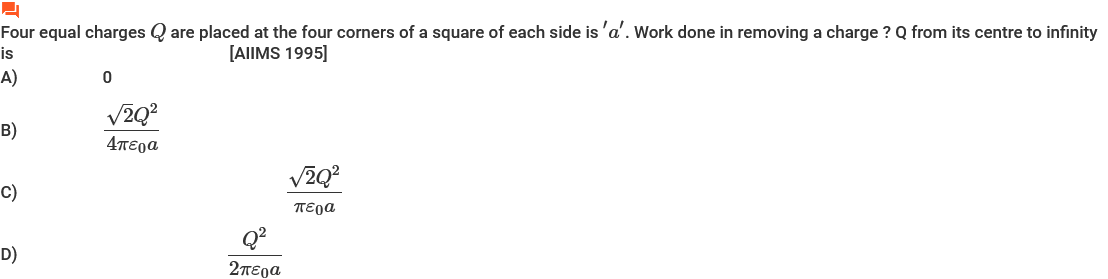 Four equal charges Q are placed at the four corners of a square of each side is 'a'. Work done in removing a charge ? Q from its centre to infinity
is [AIIMS 1995]
A) 0
B) \frac{\sqrt{2}Q^2}{4\pi\varepsilon_0 a}
C) \frac{\sqrt{2}Q^2}{\pi\varepsilon_0 a}
D) \frac{Q^2}{2\pi\varepsilon_0 a}